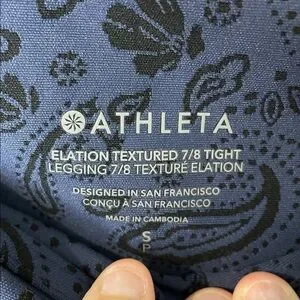 ATHLETA
ELATION TEXTURED 7/8 TIGHT
LEGGING 7/8 TEXTURÉ ELATION
DESIGNED IN SAN FRANCISCO
CONÇU À SAN FRANCISCO
MADE IN CAMBODIA
S
P